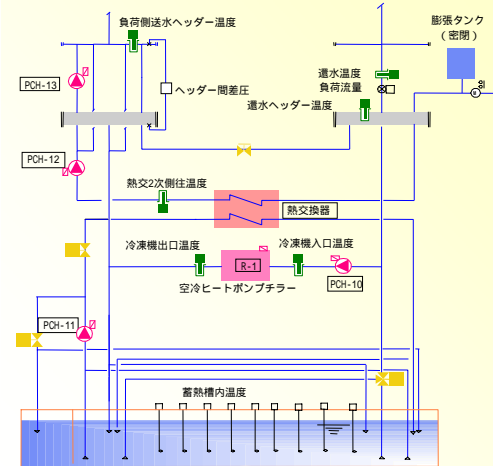 負荷側送水ヘッダー温度
膨張タンク
（密閉）
還水温度
負荷流量
PCH-13
ヘッダー間差圧
還水ヘッダー温度
PCH-12
熱交2次側往温度
熱交換器
冷凍機出口温度
冷凍機入口温度
R-1
空冷ヒートポンプチラー
PCH-10
PCH-11
蓄熱槽内温度